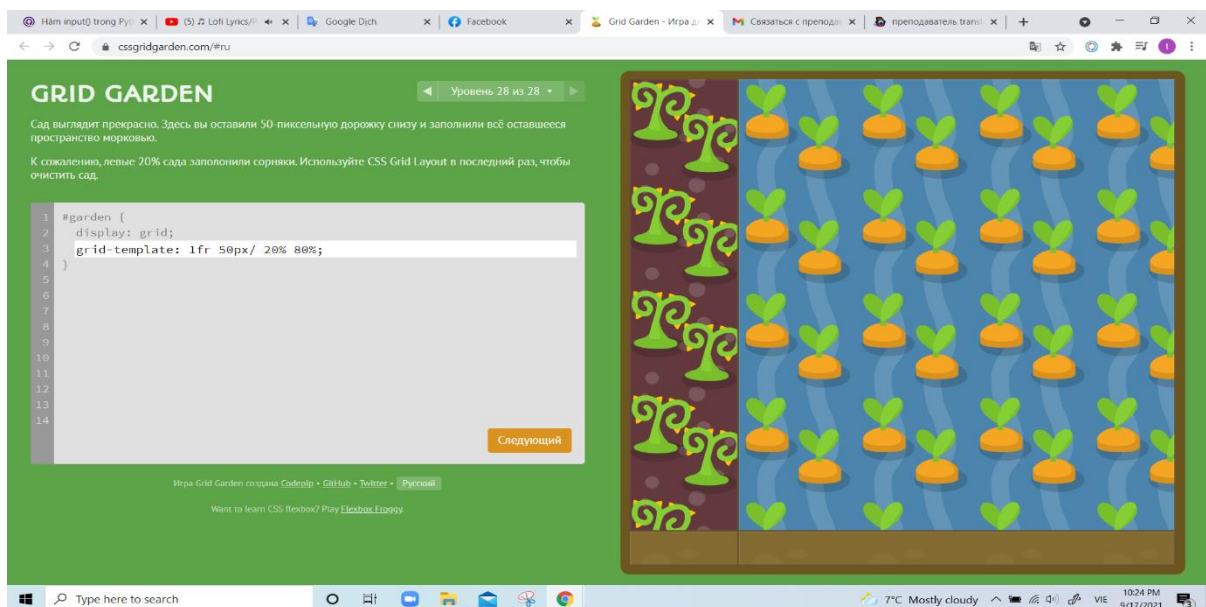 Hàm input() trong Pyt
(5) ♫ Lofi Lyrics/P
Google Dịch
Facebook
Grid Garden - Игра д
Связаться с препода
преподаватель transl
cssgridgarden.com/#ru
GRID GARDEN
Уровень 28 из 28
Сад выглядит прекрасно. Здесь вы оставили 50-пиксельную дорожку снизу и заполнили всё оставшееся
пространство морковью.
К сожалению, левые 20% сада заполонили сорняки. Используйте CSS Grid Layout в последний раз, чтобы
очистить сад.
1 #garden {
2 display: grid;
3 grid-template: 1fr 50px/ 20% 80%;
4 }
5
6
7
8
9
10
11
12
13
14
Следующий
Игра Grid Garden создана Codepip • GitHub • Twitter • Русский
Want to learn CSS flexbox? Play Flexbox Froggy.
Type here to search
7°C Mostly cloudy
VIE
10:24 PM
9/17/2021